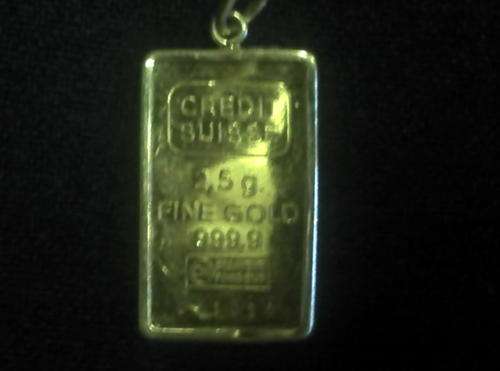 CREDIT
SUISSE
2,5 g.
FINE GOLD
999.9